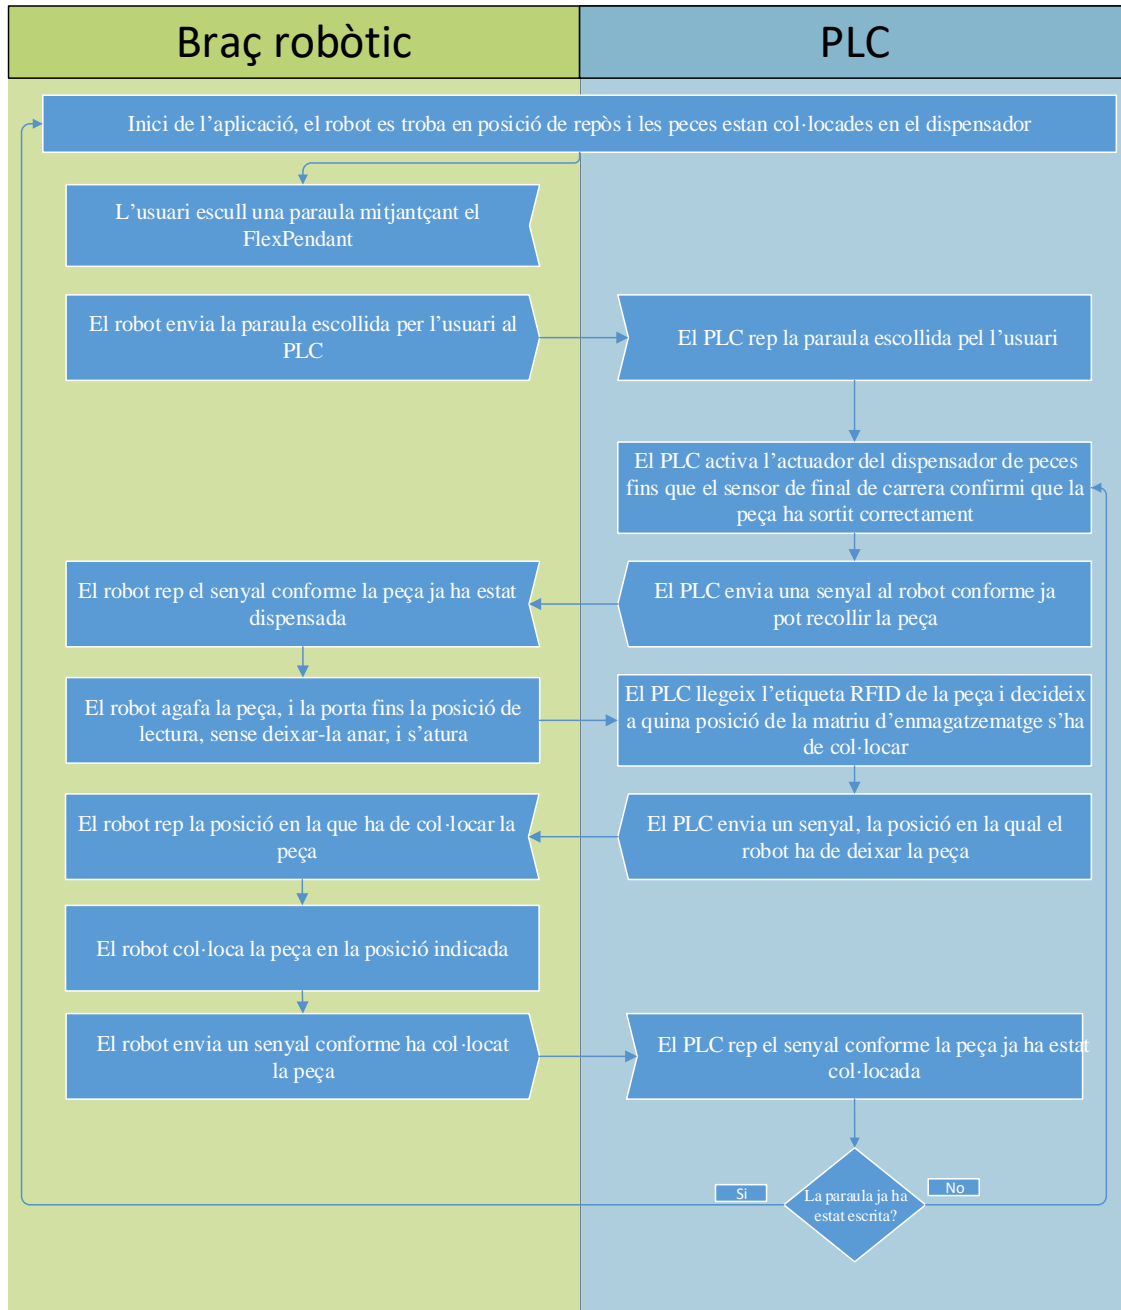 Braç robòtic
PLC
Inici de l’aplicació, el robot es troba en posició de repòs i les peces estan col·locades en el dispensador
L’usuari escull una paraula mitjantçant el
FlexPendant
El robot envia la paraula escollida per l’usuari al
PLC
El PLC rep la paraula escollida pel l’usuari
El PLC activa l’actuador del dispensador de peces
fins que el sensor de final de carrera confirmi que la
peça ha sortit correctament
El robot rep el senyal conforme la peça ja ha estat
dispensada
El PLC envia una senyal al robot conforme ja
pot recollir la peça
El robot agafa la peça, i la porta fins la posició de
lectura, sense deixar-la anar, i s’atura
El PLC llegeix l’etiqueta RFID de la peça i decideix
a quina posició de la matriu d’enmagatzematge s’ha
de col·locar
El robot rep la posició en la que ha de col·locar la
peça
El PLC envia un senyal, la posició en la qual el
robot ha de deixar la peça
El robot col·loca la peça en la posició indicada
El robot envia un senyal conforme ha col·locat
la peça
El PLC rep el senyal conforme la peça ja ha estat
col·locada
Si
La paraula ja ha
estat escrita?
No